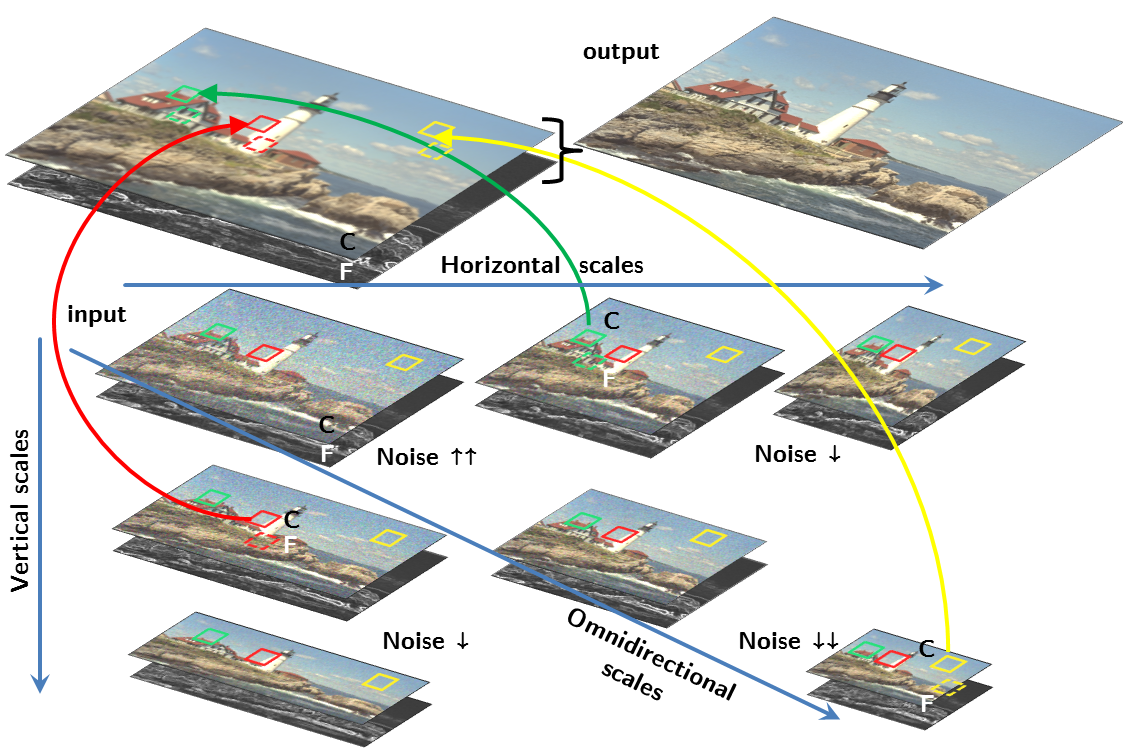 output
C
F
Horizontal scales
input
C
F
C
F
Noise ↑↑
Noise ↓
Vertical scales
C
F
Noise ↓
Omnidirectional
scales
Noise ↓↓
C
F